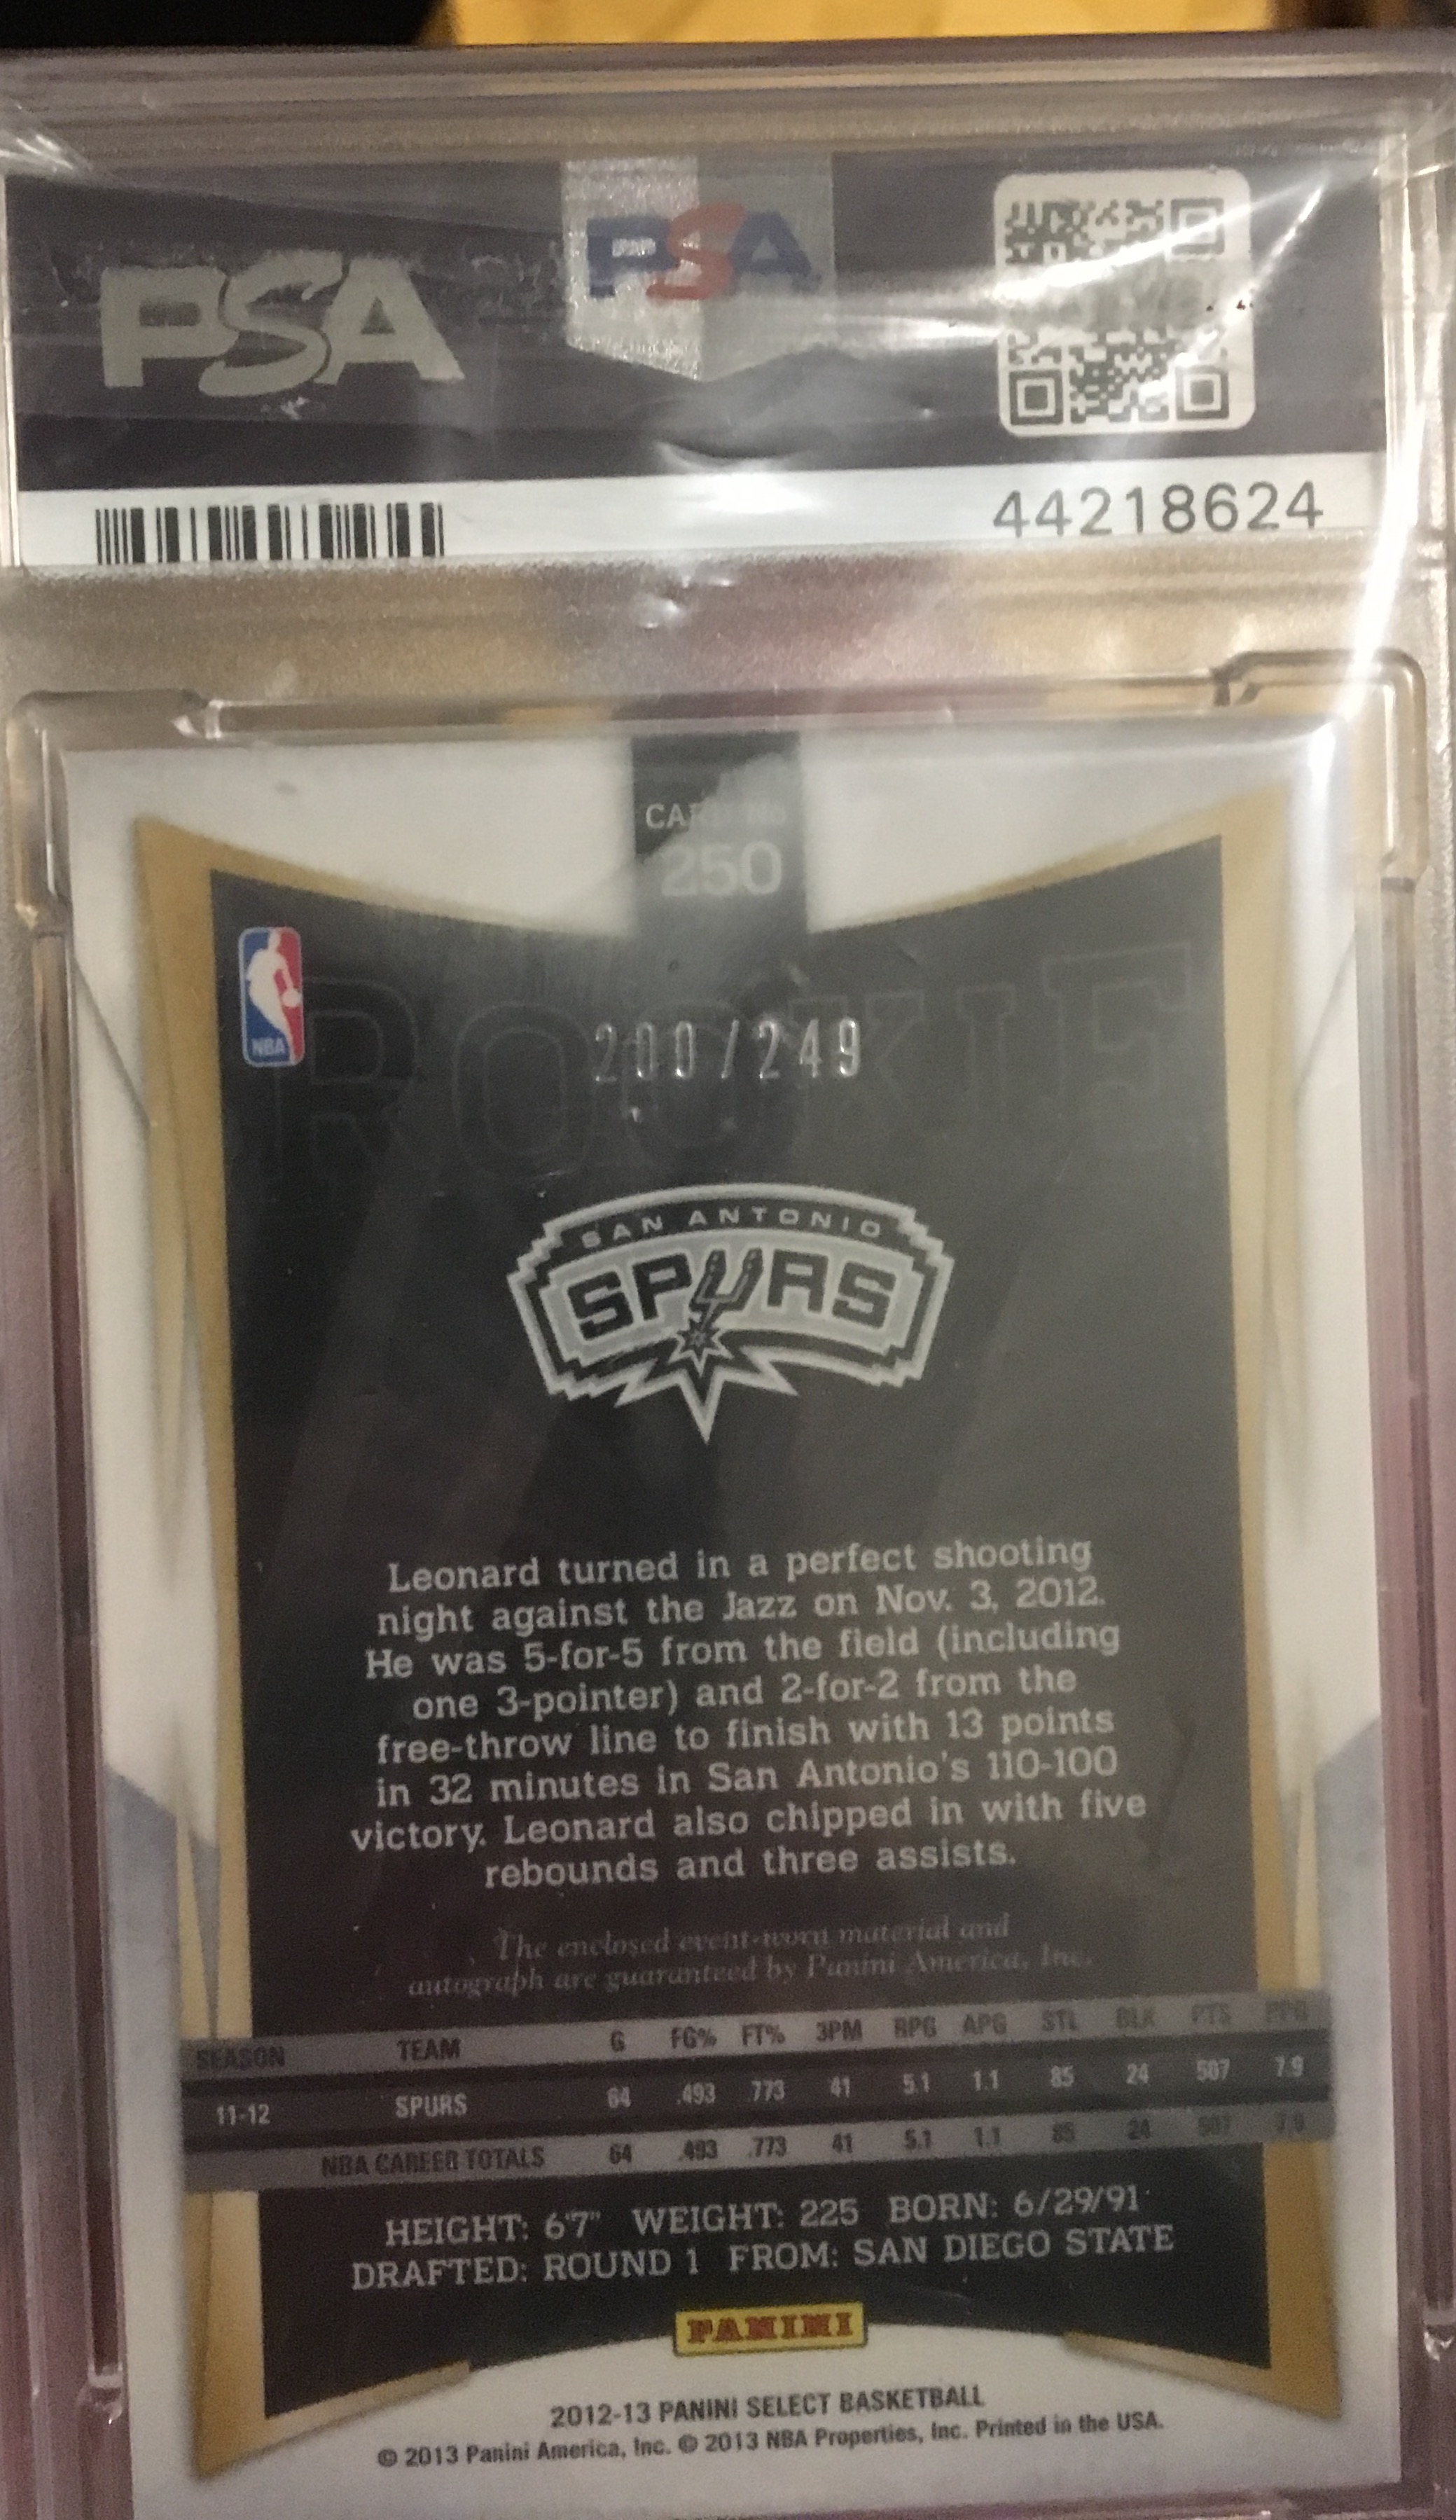 PSA
PSA
44218624
CARD No
250
ROOKIE
NBA
200/249
SAN ANTONIO
SPURS
Leonard turned in a perfect shooting
night against the Jazz on Nov. 3, 2012.
He was 5-for-5 from the field (including
one 3-pointer) and 2-for-2 from the
free-throw line to finish with 13 points
in 32 minutes in San Antonio's 110-100
victory. Leonard also chipped in with five
rebounds and three assists.
The enclosed event-worn material and
autograph are guaranteed by Panini America, Inc.
SEASON TEAM G FG% FT% 3PM RPG APG STL BLK PTS PPG
11-12 SPURS 64 .493 .773 41 5.1 1.1 85 24 507 7.9
NBA CAREER TOTALS 64 .493 .773 41 5.1 1.1 85 24 507 7.9
HEIGHT: 6'7" WEIGHT: 225 BORN: 6/29/91
DRAFTED: ROUND 1 FROM: SAN DIEGO STATE
PANINI
2012-13 PANINI SELECT BASKETBALL
© 2013 Panini America, Inc. © 2013 NBA Properties, Inc. Printed in the USA.